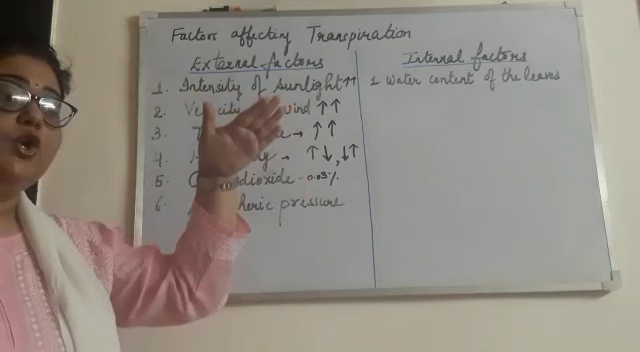 Factors affecting Transpiration
External factors
1. Intensity of Sunlight ↑↑
2. wind ↑↑
3. → ↑↑
4. → ↑↓, ↓↑
5. dioxide - 0.03%
6. pressure
Internal factors
1 Water content of the leaves